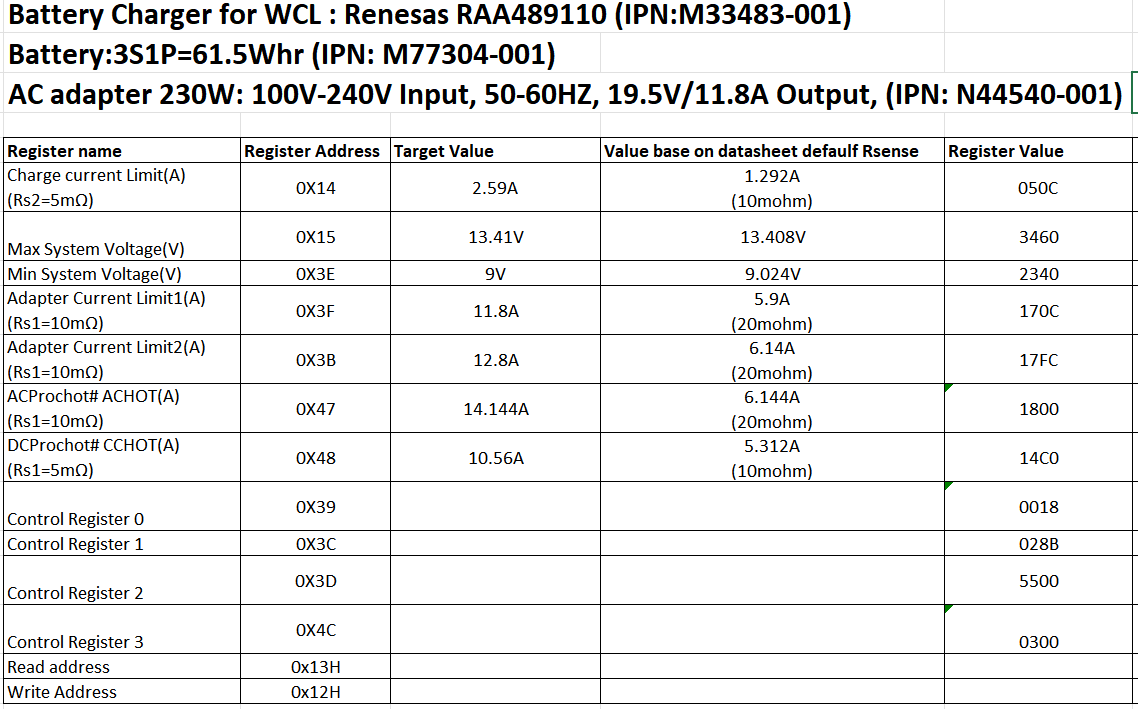 Battery Charger for WCL : Renesas RAA489110 (IPN:M33483-001)
Battery:3S1P=61.5Whr (IPN: M77304-001)
AC adapter 230W: 100V-240V Input, 50-60HZ, 19.5V/11.8A Output, (IPN: N44540-001)
Register name Register Address Target Value Value base on datasheet defaulf Rsense Register Value
Charge current Limit(A)
(Rs2=5mΩ) 0X14 2.59A 1.292A
(10mohm) 050C
Max System Voltage(V) 0X15 13.41V 13.408V 3460
Min System Voltage(V) 0X3E 9V 9.024V 2340
Adapter Current Limit1(A)
(Rs1=10mΩ) 0X3F 11.8A 5.9A
(20mohm) 170C
Adapter Current Limit2(A)
(Rs1=10mΩ) 0X3B 12.8A 6.14A
(20mohm) 17FC
ACProchot# ACHOT(A)
(Rs1=10mΩ) 0X47 14.144A 6.144A
(20mohm) 1800
DCProchot# CCHOT(A)
(Rs1=5mΩ) 0X48 10.56A 5.312A
(10mohm) 14C0
Control Register 0 0X39 0018
Control Register 1 0X3C 028B
Control Register 2 0X3D 5500
Control Register 3 0X4C 0300
Read address 0x13H
Write Address 0x12H